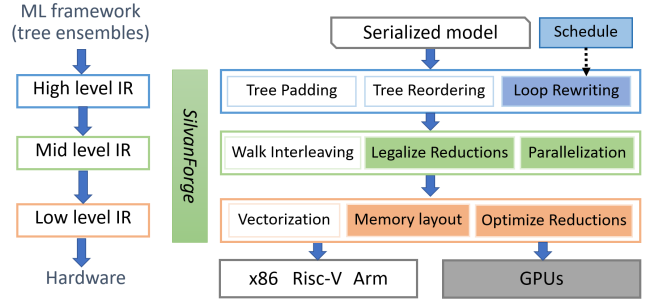 ML framework
(tree ensembles)
High level IR
Mid level IR
Low level IR
Hardware
SilvanForge
Serialized model
Schedule
Tree Padding
Tree Reordering
Loop Rewriting
Walk Interleaving
Legalize Reductions
Parallelization
Vectorization
Memory layout
Optimize Reductions
x86 Risc-V Arm
GPUs